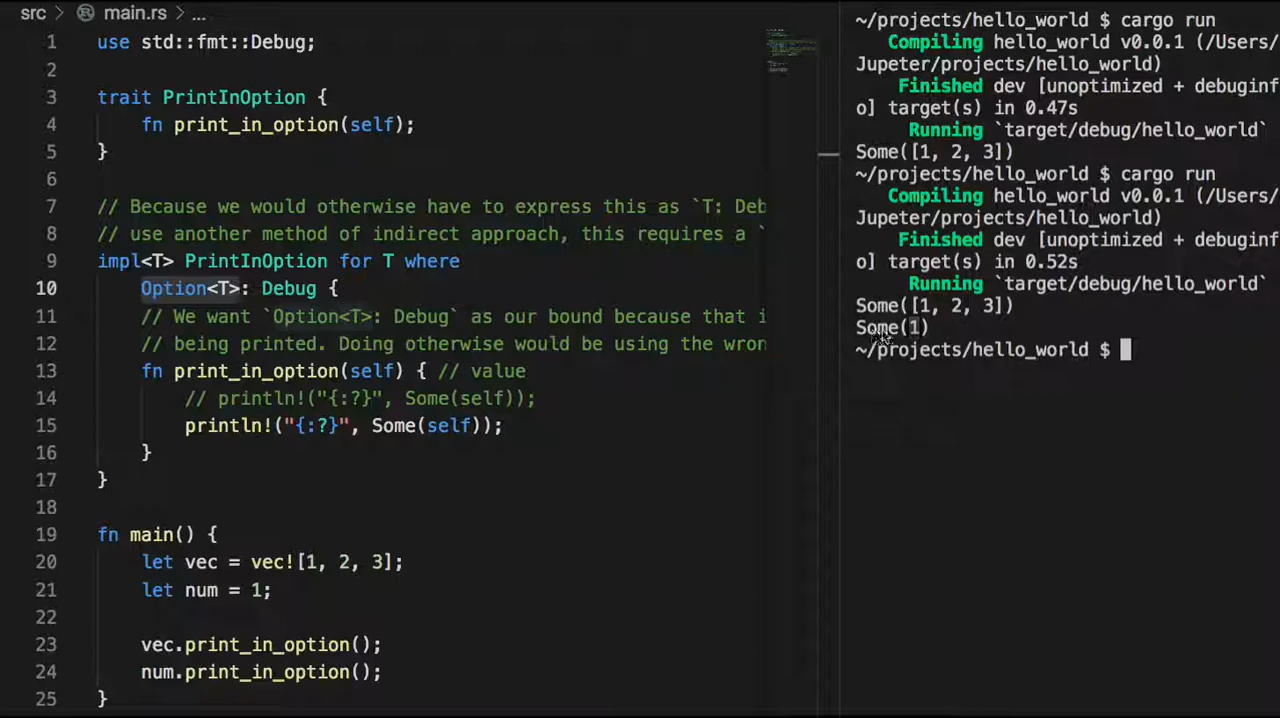 src > main.rs > ...
1 use std::fmt::Debug;
2
3 trait PrintInOption {
4 fn print_in_option(self);
5 }
6
7 // Because we would otherwise have to express this as `T: Deb
8 // use another method of indirect approach, this requires a `
9 impl<T> PrintInOption for T where
10 Option<T>: Debug {
11 // We want `Option<T>: Debug` as our bound because that i
12 // being printed. Doing otherwise would be using the wron
13 fn print_in_option(self) { // value
14 // println!("{:?}", Some(self));
15 println!("{:?}", Some(self));
16 }
17 }
18
19 fn main() {
20 let vec = vec![1, 2, 3];
21 let num = 1;
22
23 vec.print_in_option();
24 num.print_in_option();
25 }
~/projects/hello_world $ cargo run
Compiling hello_world v0.0.1 (/Users/
Jupeter/projects/hello_world)
Finished dev [unoptimized + debuginf
o] target(s) in 0.47s
Running `target/debug/hello_world`
Some([1, 2, 3])
~/projects/hello_world $ cargo run
Compiling hello_world v0.0.1 (/Users/
Jupeter/projects/hello_world)
Finished dev [unoptimized + debuginf
o] target(s) in 0.52s
Running `target/debug/hello_world`
Some([1, 2, 3])
Some(1)
~/projects/hello_world $